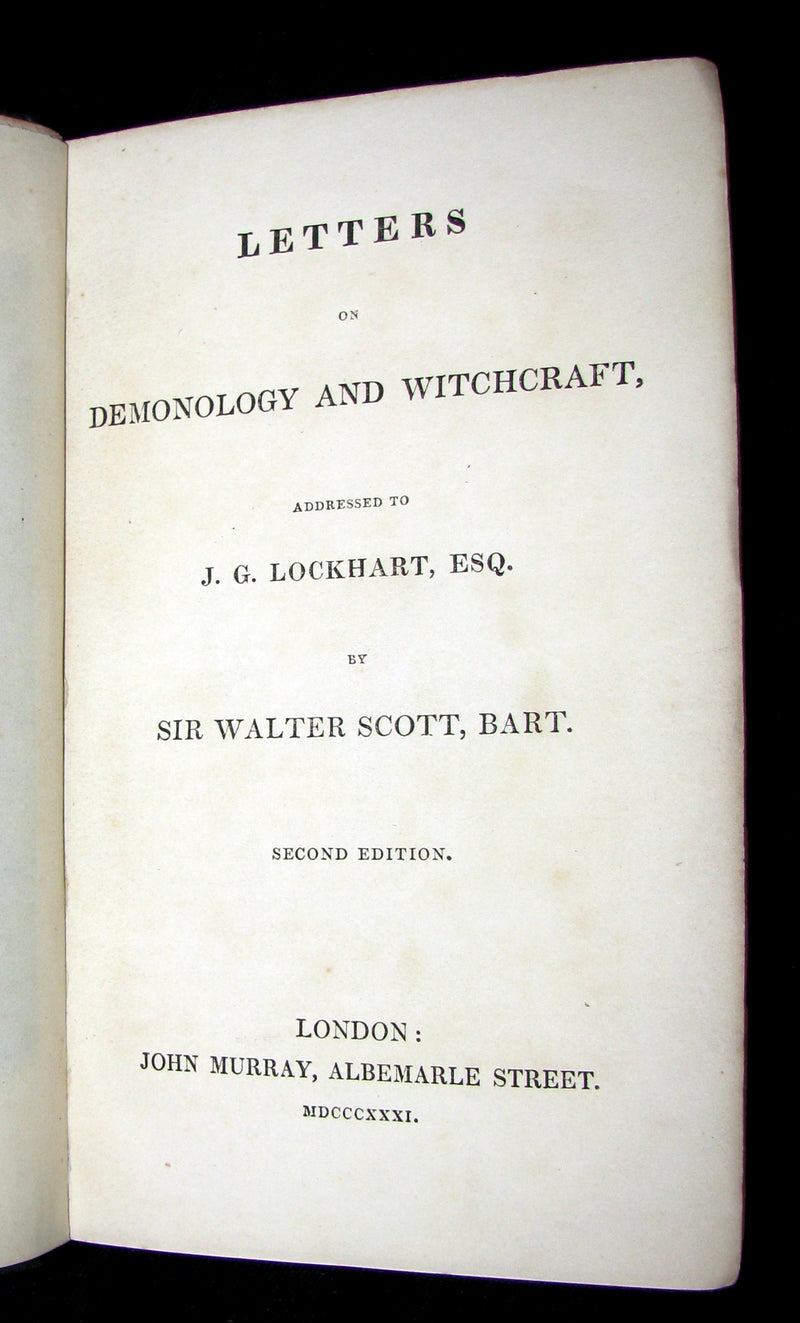 LETTERS
ON
DEMONOLOGY AND WITCHCRAFT,
ADDRESSED TO
J. G. LOCKHART, ESQ.
BY
SIR WALTER SCOTT, BART.
SECOND EDITION.
LONDON:
JOHN MURRAY, ALBEMARLE STREET.
MDCCCXXXI.